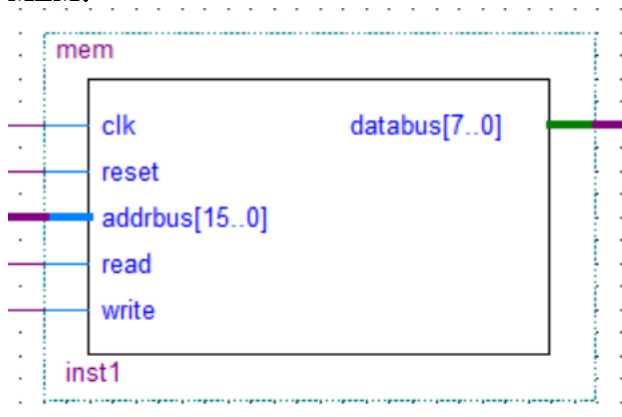 mem
clk databus[7..0]
reset
addrbus[15..0]
read
write
inst1